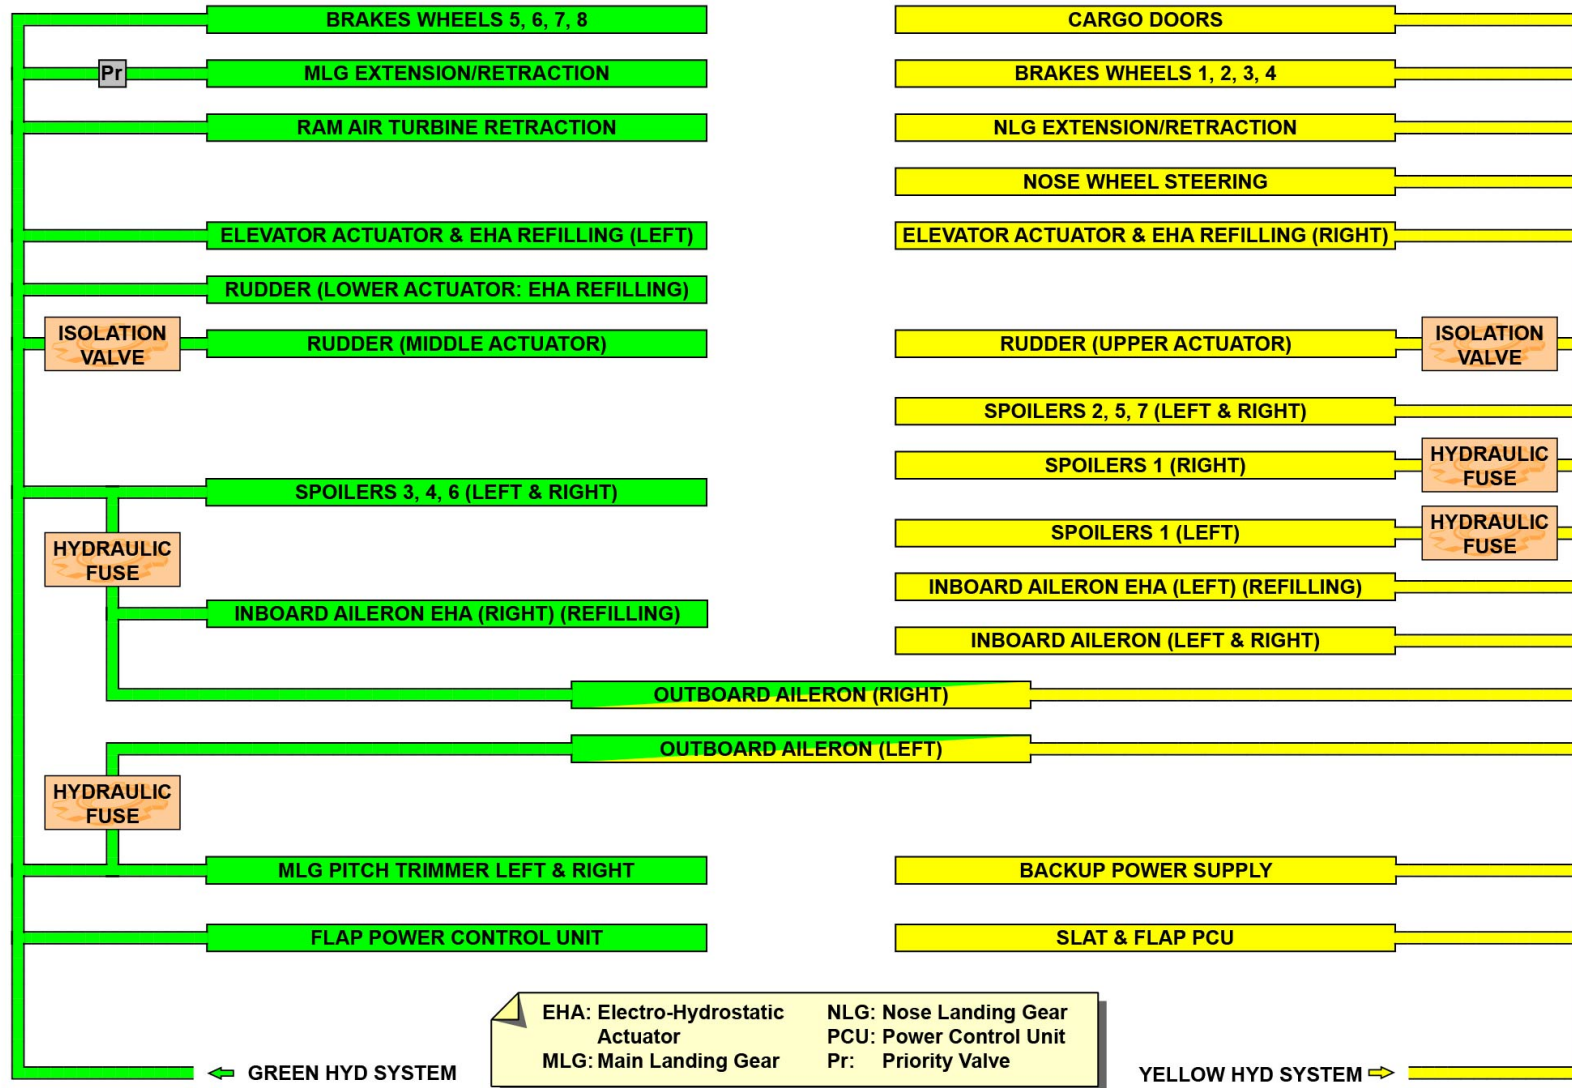 BRAKES WHEELS 5, 6, 7, 8
CARGO DOORS
Pr
MLG EXTENSION/RETRACTION
BRAKES WHEELS 1, 2, 3, 4
RAM AIR TURBINE RETRACTION
NLG EXTENSION/RETRACTION
NOSE WHEEL STEERING
ELEVATOR ACTUATOR & EHA REFILLING (LEFT)
ELEVATOR ACTUATOR & EHA REFILLING (RIGHT)
RUDDER (LOWER ACTUATOR: EHA REFILLING)
ISOLATION
VALVE
RUDDER (MIDDLE ACTUATOR)
RUDDER (UPPER ACTUATOR)
ISOLATION
VALVE
SPOILERS 2, 5, 7 (LEFT & RIGHT)
SPOILERS 1 (RIGHT)
HYDRAULIC
FUSE
SPOILERS 3, 4, 6 (LEFT & RIGHT)
HYDRAULIC
FUSE
SPOILERS 1 (LEFT)
HYDRAULIC
FUSE
INBOARD AILERON EHA (LEFT) (REFILLING)
INBOARD AILERON EHA (RIGHT) (REFILLING)
INBOARD AILERON (LEFT & RIGHT)
OUTBOARD AILERON (RIGHT)
OUTBOARD AILERON (LEFT)
HYDRAULIC
FUSE
MLG PITCH TRIMMER LEFT & RIGHT
BACKUP POWER SUPPLY
FLAP POWER CONTROL UNIT
SLAT & FLAP PCU
EHA: Electro-Hydrostatic
Actuator
MLG: Main Landing Gear
NLG: Nose Landing Gear
PCU: Power Control Unit
Pr: Priority Valve
GREEN HYD SYSTEM
YELLOW HYD SYSTEM